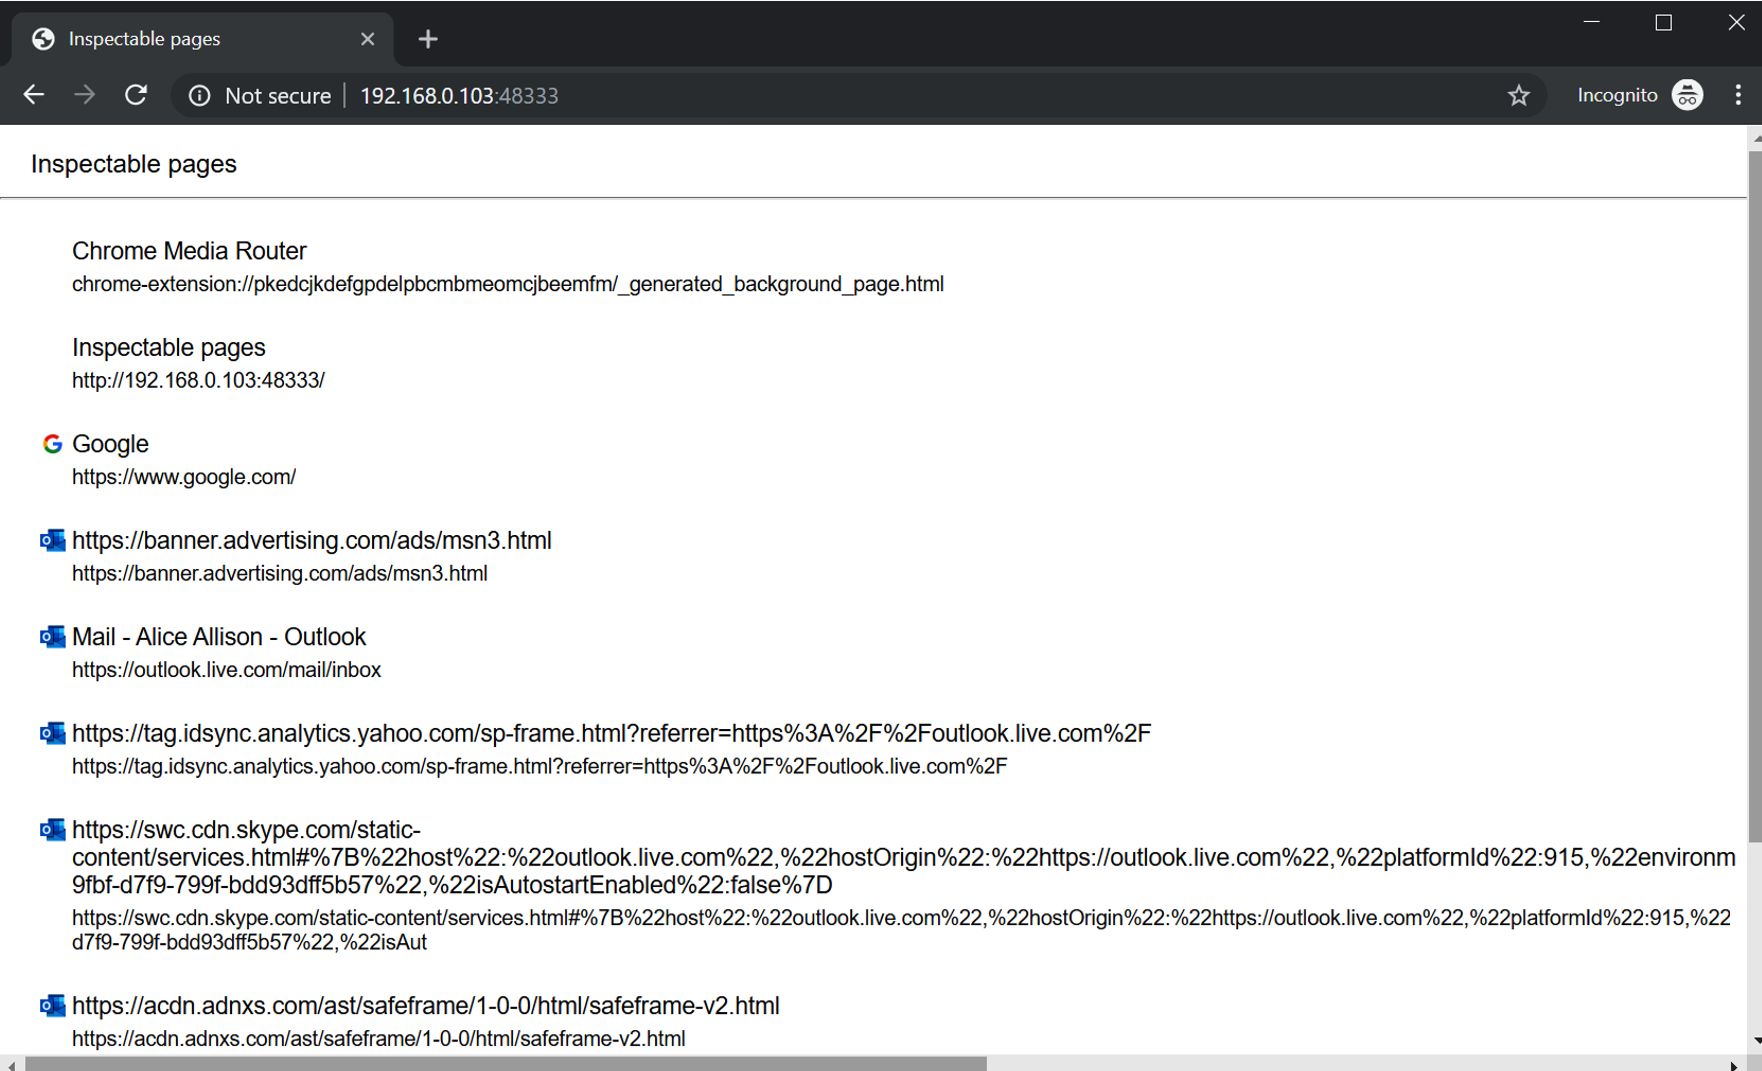 Inspectable pages
Not secure
192.168.0.103:48333
Incognito
Inspectable pages
Chrome Media Router
chrome-extension://pkedcjkdefgpdelpbcmbmeomcjbeemfm/_generated_background_page.html
Inspectable pages
http://192.168.0.103:48333/
Google
https://www.google.com/
https://banner.advertising.com/ads/msn3.html
https://banner.advertising.com/ads/msn3.html
Mail - Alice Allison - Outlook
https://outlook.live.com/mail/inbox
https://tag.idsync.analytics.yahoo.com/sp-frame.html?referrer=https%3A%2F%2Foutlook.live.com%2F
https://tag.idsync.analytics.yahoo.com/sp-frame.html?referrer=https%3A%2F%2Foutlook.live.com%2F
https://swc.cdn.skype.com/static-
content/services.html#%7B%22host%22:%22outlook.live.com%22,%22hostOrigin%22:%22https://outlook.live.com%22,%22platformId%22:915,%22environm
9fbf-d7f9-799f-bdd93dff5b57%22,%22isAutostartEnabled%22:false%7D
https://swc.cdn.skype.com/static-content/services.html#%7B%22host%22:%22outlook.live.com%22,%22hostOrigin%22:%22https://outlook.live.com%22,%22platformId%22:915,%22
d7f9-799f-bdd93dff5b57%22,%22isAut
https://acdn.adnxs.com/ast/safeframe/1-0-0/html/safeframe-v2.html
https://acdn.adnxs.com/ast/safeframe/1-0-0/html/safeframe-v2.html